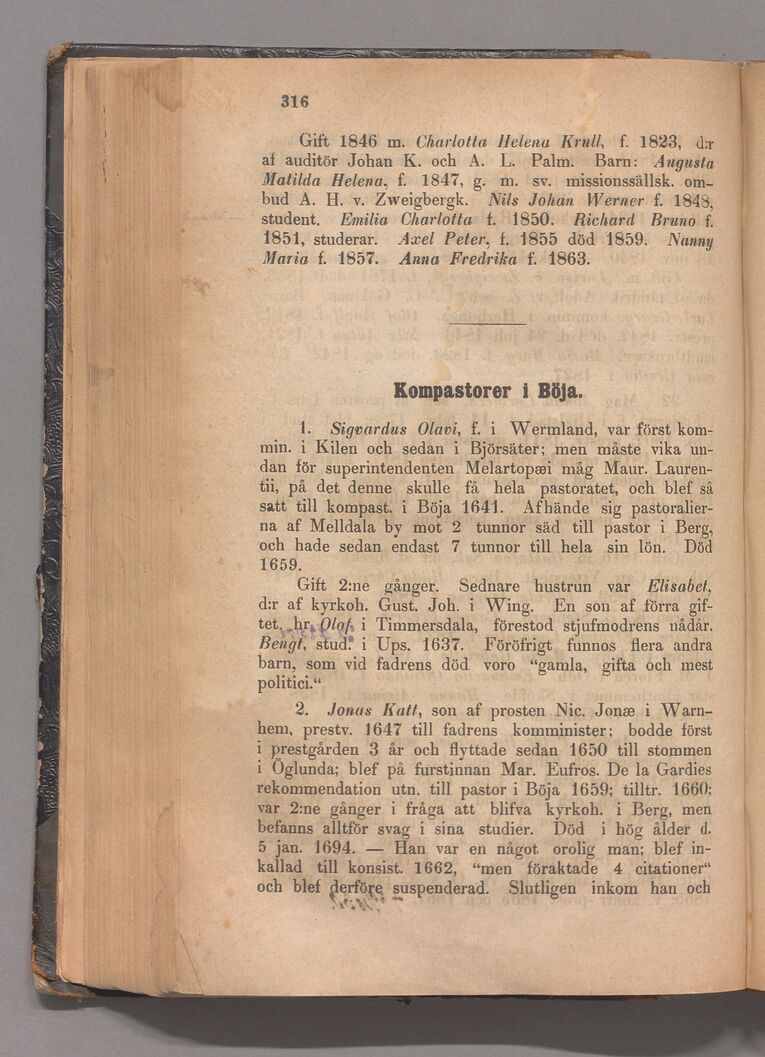 316
Gift 1846 m. Charlotta Helena Krull, f. 1823, d:r
af auditör Johan K. och A. L. Palm. Barn: Augusta
Matilda Helena, f. 1847, g. m. sv. missionssällsk. om-
bud A. H. v. Zweigbergk. Nils Johan Werner f. 1848,
student. Emilia Charlotta f. 1850. Richard Bruno f.
1851, studerar. Axel Peter, f. 1855 död 1859. Nanny
Maria f. 1857. Anna Fredrika f. 1863.
Kompastorer i Böja.
1. Sigvardus Olavi, f. i Wermland, var först kom-
min. i Kilen och sedan i Björsäter; men måste vika un-
dan för superintendenten Melartopæi måg Maur. Lauren-
tii, på det denne skulle få hela pastoratet, och blef så
satt till kompast. i Böja 1641. Afhände sig pastoralier-
na af Melldala by mot 2 tunnor säd till pastor i Berg,
och hade sedan endast 7 tunnor till hela sin lön. Död
1659.
Gift 2:ne gånger. Sednare hustrun var Elisabet,
d:r af kyrkoh. Gust. Joh. i Wing. En son af förra gif-
tet, hr Olof i Timmersdala, förestod stjufmodrens nådår.
Bengt, stud. i Ups. 1637. Föröfrigt funnos flera andra
barn, som vid fadrens död voro "gamla, gifta och mest
politici."
2. Jonas Katt, son af prosten Nic. Jonæ i Warn-
hem, prestv. 1647 till fadrens komminister; bodde först
i prestgården 3 år och flyttade sedan 1650 till stommen
i Öglunda; blef på furstinnan Mar. Eufros. De la Gardies
rekommendation utn. till pastor i Böja 1659; tilltr. 1660;
var 2:ne gånger i fråga att blifva kyrkoh. i Berg, men
befanns alltför svag i sina studier. Död i hög ålder d.
5 jan. 1694. — Han var en något orolig man; blef in-
kallad till konsist. 1662, "men föraktade 4 citationer"
och blef derföre suspenderad. Slutligen inkom han och